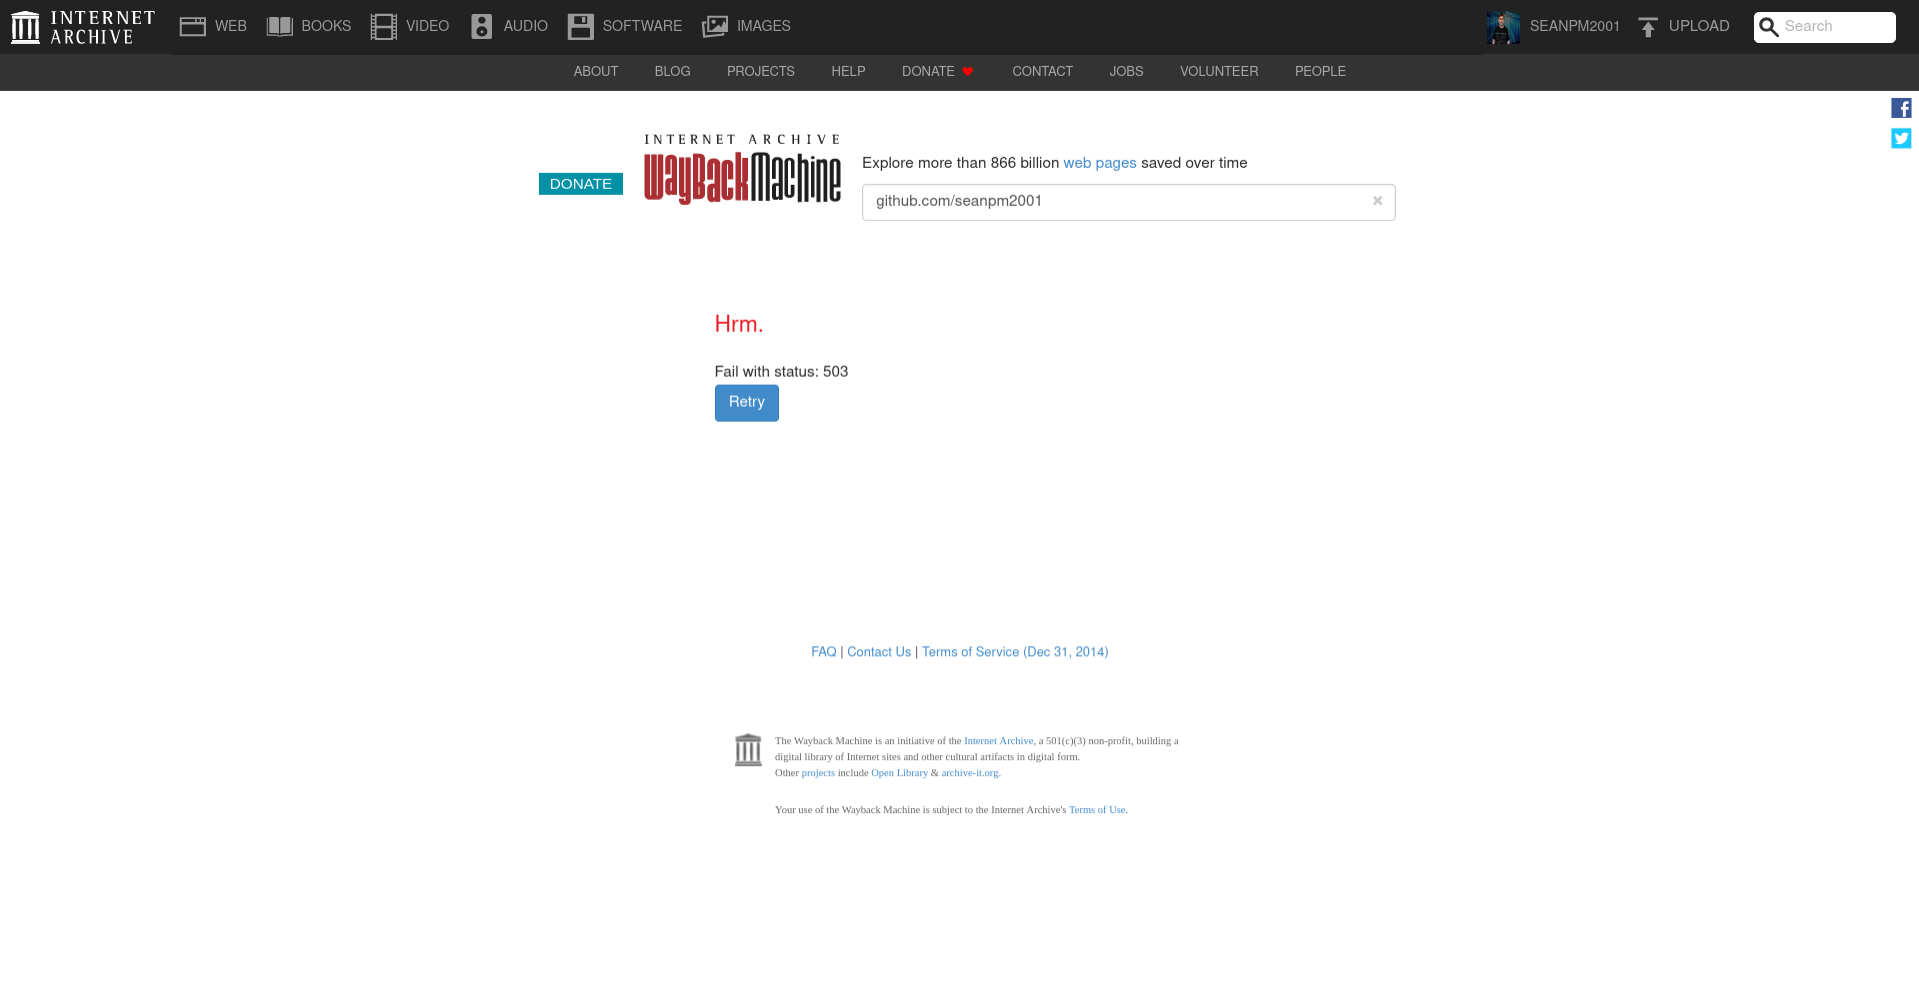 INTERNET ARCHIVE
WEB BOOKS VIDEO AUDIO SOFTWARE IMAGES SEANPM2001 UPLOAD Search
ABOUT BLOG PROJECTS HELP DONATE CONTACT JOBS VOLUNTEER PEOPLE
DONATE
INTERNET ARCHIVE
WayBackMachine
Explore more than 866 billion web pages saved over time
github.com/seanpm2001 ×
Hrm.
Fail with status: 503
Retry
FAQ | Contact Us | Terms of Service (Dec 31, 2014)
The Wayback Machine is an initiative of the Internet Archive, a 501(c)(3) non-profit, building a
digital library of Internet sites and other cultural artifacts in digital form.
Other projects include Open Library & archive-it.org.
Your use of the Wayback Machine is subject to the Internet Archive's Terms of Use.